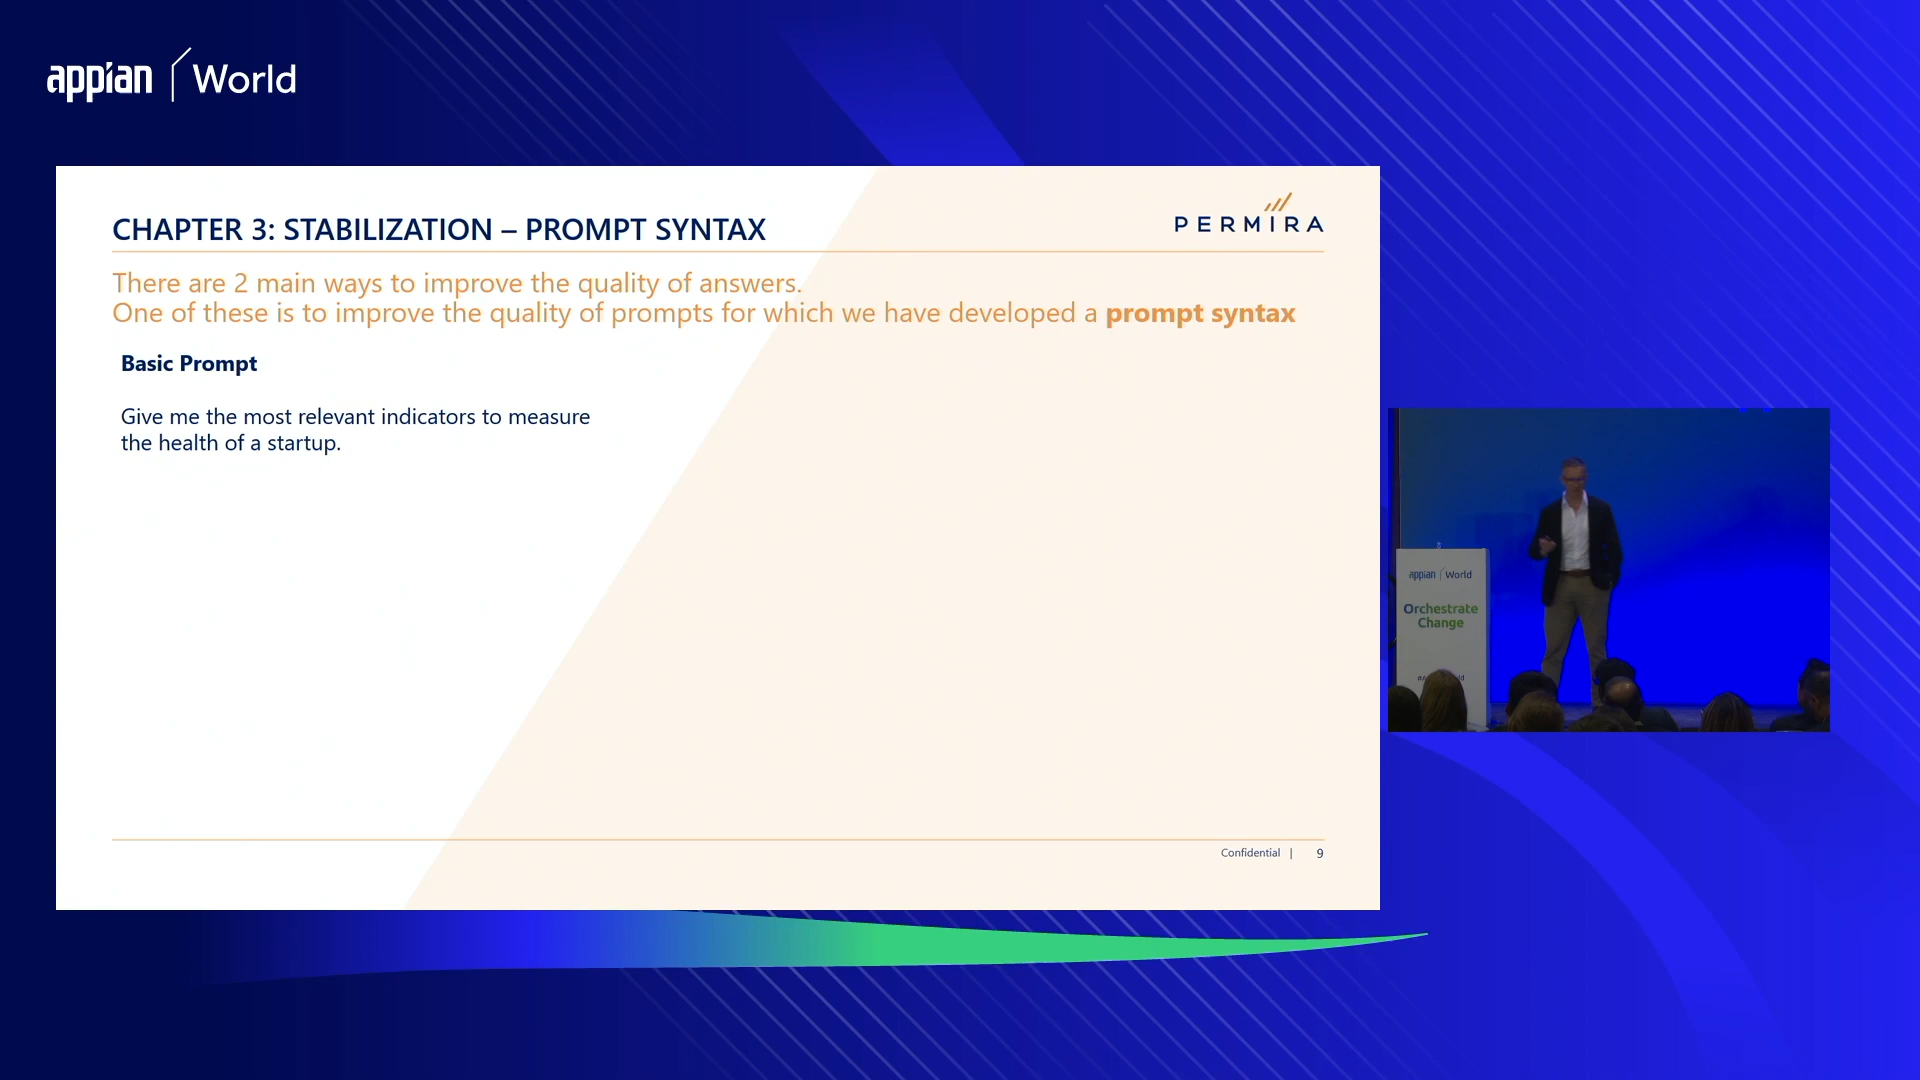 appian World
CHAPTER 3: STABILIZATION – PROMPT SYNTAX
PERMIRA
There are 2 main ways to improve the quality of answers.
One of these is to improve the quality of prompts for which we have developed a prompt syntax
Basic Prompt
Give me the most relevant indicators to measure
the health of a startup.
appian World
Orchestrate
Change
Confidential | 9